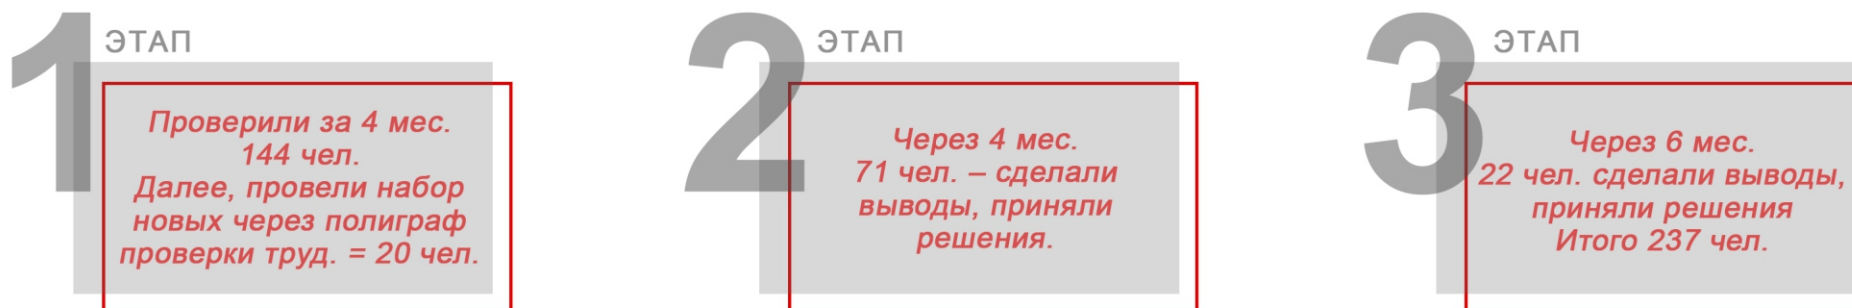 1 ЭТАП
Проверили за 4 мес.
144 чел.
Далее, провели набор
новых через полиграф
проверки труд. = 20 чел.
2 ЭТАП
Через 4 мес.
71 чел. – сделали
выводы, приняли
решения.
3 ЭТАП
Через 6 мес.
22 чел. сделали выводы,
приняли решения
Итого 237 чел.